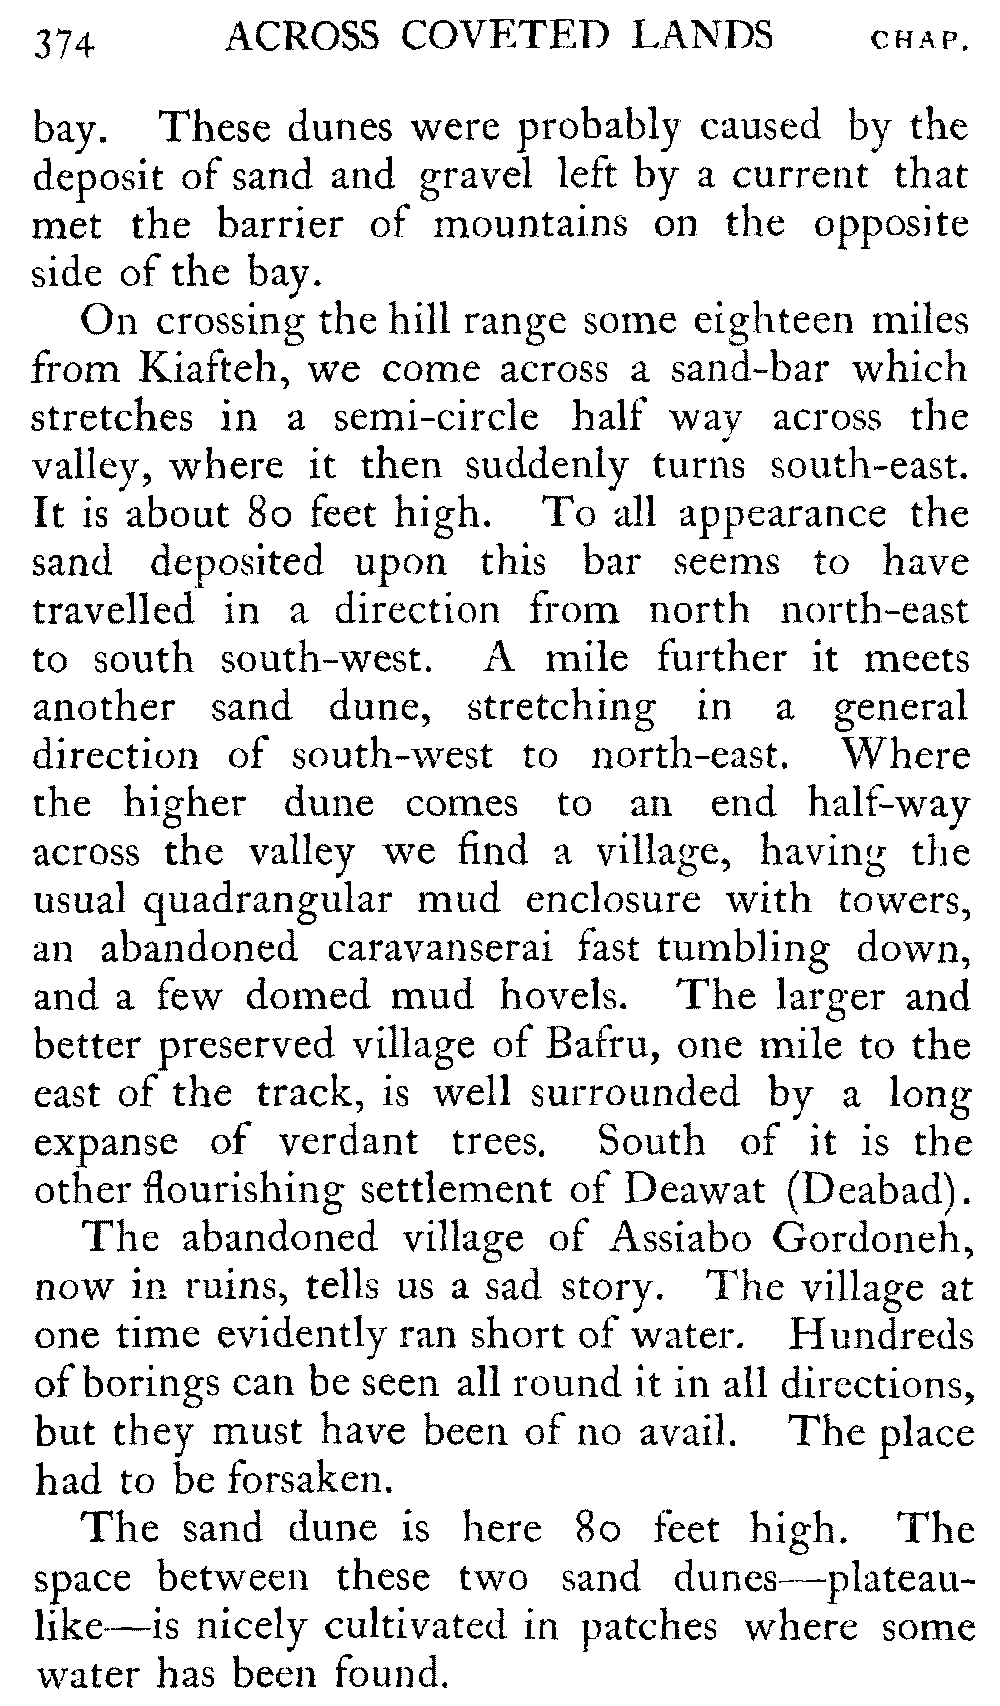 374 ACROSS COVETED LANDS CHAP.
bay. These dunes were probably caused by the
deposit of sand and gravel left by a current that
met the barrier of mountains on the opposite
side of the bay.
On crossing the hill range some eighteen miles
from Kiafteh, we come across a sand-bar which
stretches in a semi-circle half way across the
valley, where it then suddenly turns south-east.
It is about 80 feet high. To all appearance the
sand deposited upon this bar seems to have
travelled in a direction from north north-east
to south south-west. A mile further it meets
another sand dune, stretching in a general
direction of south-west to north-east. Where
the higher dune comes to an end half-way
across the valley we find a village, having the
usual quadrangular mud enclosure with towers,
an abandoned caravanserai fast tumbling down,
and a few domed mud hovels. The larger and
better preserved village of Bafru, one mile to the
east of the track, is well surrounded by a long
expanse of verdant trees. South of it is the
other flourishing settlement of Deawat (Deabad).
The abandoned village of Assiabo Gordoneh,
now in ruins, tells us a sad story. The village at
one time evidently ran short of water. Hundreds
of borings can be seen all round it in all directions,
but they must have been of no avail. The place
had to be forsaken.
The sand dune is here 80 feet high. The
space between these two sand dunes—plateau-
like—is nicely cultivated in patches where some
water has been found.